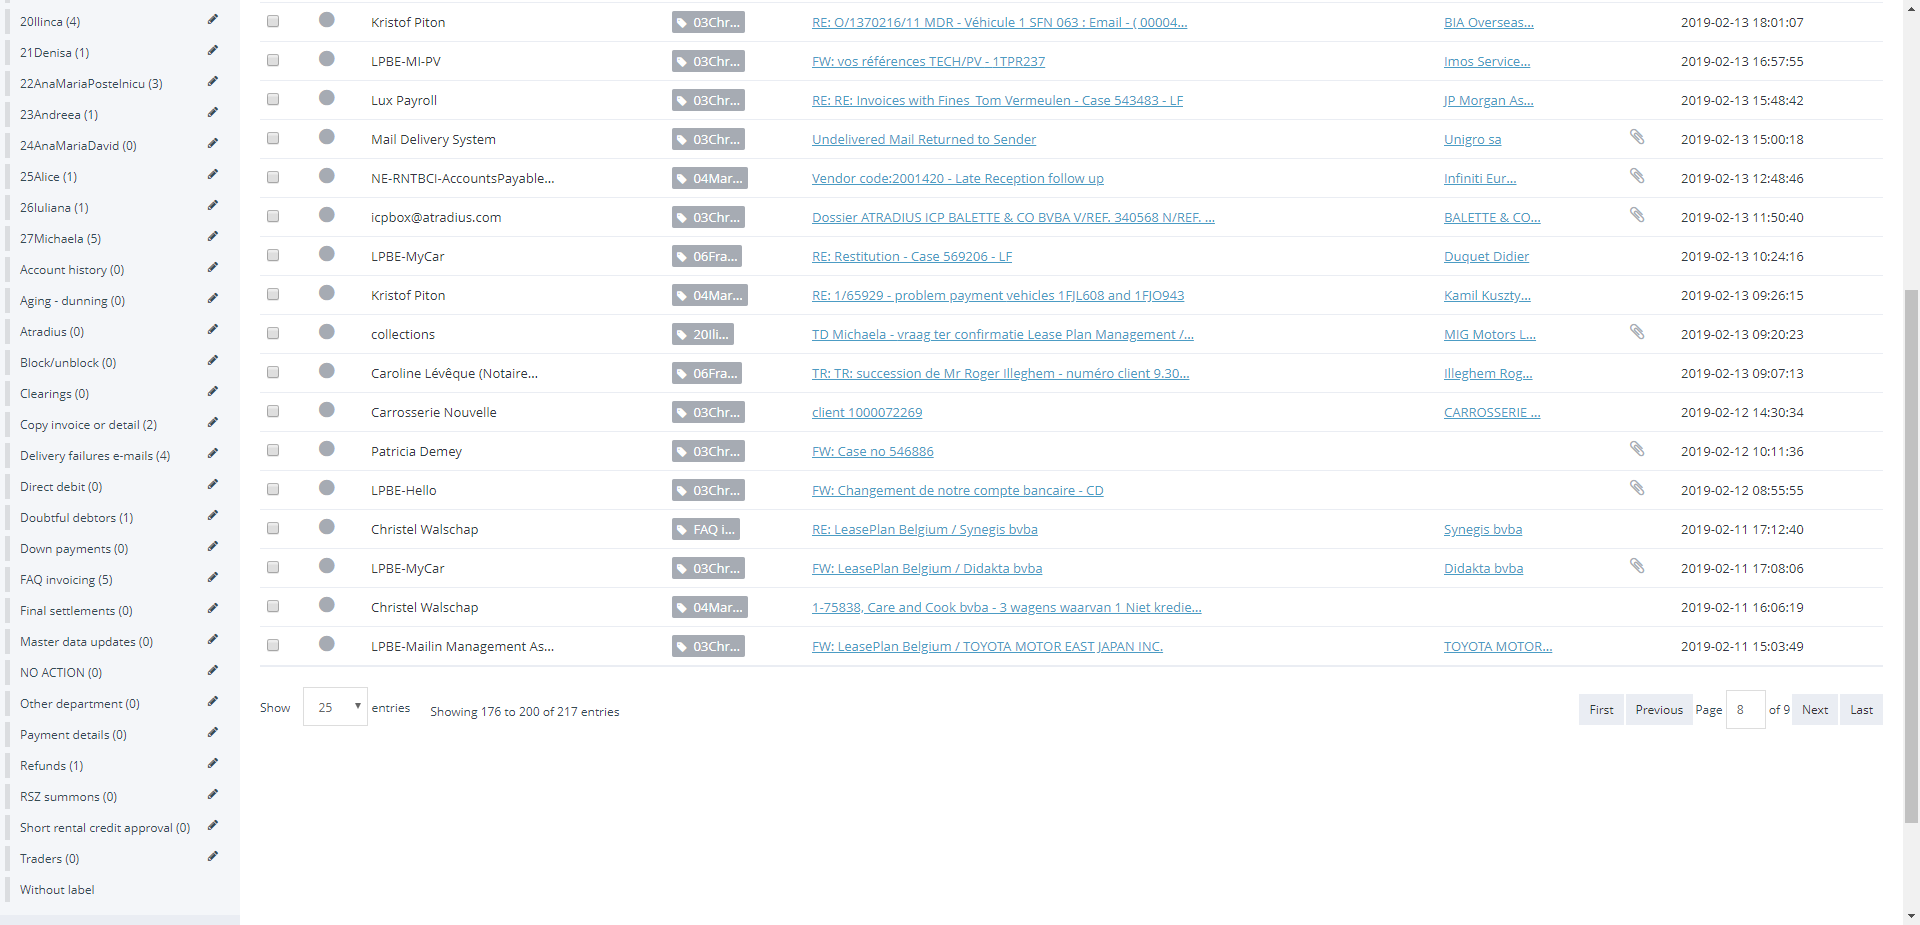 20Ilinca (4)
21Denisa (1)
22AnaMariaPostelnicu (3)
23Andreea (1)
24AnaMariaDavid (0)
25Alice (1)
26Iuliana (1)
27Michaela (5)
Account history (0)
Aging - dunning (0)
Atradius (0)
Block/unblock (0)
Clearings (0)
Copy invoice or detail (2)
Delivery failures e-mails (4)
Direct debit (0)
Doubtful debtors (1)
Down payments (0)
FAQ invoicing (5)
Final settlements (0)
Master data updates (0)
NO ACTION (0)
Other department (0)
Payment details (0)
Refunds (1)
RSZ summons (0)
Short rental credit approval (0)
Traders (0)
Without label
Kristof Piton 03Chr... RE: O/1370216/11 MDR - Véhicule 1 SFN 063 : Email - ( 00004... BIA Overseas... 2019-02-13 18:01:07
LPBE-MI-PV 03Chr... FW: vos références TECH/PV - 1TPR237 Imos Service... 2019-02-13 16:57:55
Lux Payroll 03Chr... RE: RE: Invoices with Fines Tom Vermeulen - Case 543483 - LF JP Morgan As... 2019-02-13 15:48:42
Mail Delivery System 03Chr... Undelivered Mail Returned to Sender Unigro sa 2019-02-13 15:00:18
NE-RNTBCI-AccountsPayable... 04Mar... Vendor code:2001420 - Late Reception follow up Infiniti Eur... 2019-02-13 12:48:46
icpbox@atradius.com 03Chr... Dossier ATRADIUS ICP BALETTE & CO BVBA V/REF. 340568 N/REF. ... BALETTE & CO... 2019-02-13 11:50:40
LPBE-MyCar 06Fra... RE: Restitution - Case 569206 - LF Duquet Didier 2019-02-13 10:24:16
Kristof Piton 04Mar... RE: 1/65929 - problem payment vehicles 1FJL608 and 1FJO943 Kamil Kuszty... 2019-02-13 09:26:15
collections 20Ili... TD Michaela - vraag ter confirmatie Lease Plan Management /... MIG Motors L... 2019-02-13 09:20:23
Caroline Lévêque (Notaire... 06Fra... TR: TR: succession de Mr Roger Illeghem - numéro client 9.30... Illeghem Rog... 2019-02-13 09:07:13
Carrosserie Nouvelle 03Chr... client 1000072269 CARROSSERIE ... 2019-02-12 14:30:34
Patricia Demey 03Chr... FW: Case no 546886 2019-02-12 10:11:36
LPBE-Hello 03Chr... FW: Changement de notre compte bancaire - CD 2019-02-12 08:55:55
Christel Walschap FAQ i... RE: LeasePlan Belgium / Synegis bvba Synegis bvba 2019-02-11 17:12:40
LPBE-MyCar 03Chr... FW: LeasePlan Belgium / Didakta bvba Didakta bvba 2019-02-11 17:08:06
Christel Walschap 04Mar... 1-75838, Care and Cook bvba - 3 wagens waarvan 1 Niet kredie... 2019-02-11 16:06:19
LPBE-Mailin Management As... 03Chr... FW: LeasePlan Belgium / TOYOTA MOTOR EAST JAPAN INC. TOYOTA MOTOR... 2019-02-11 15:03:49
Show 25 entries Showing 176 to 200 of 217 entries First Previous Page 8 of 9 Next Last